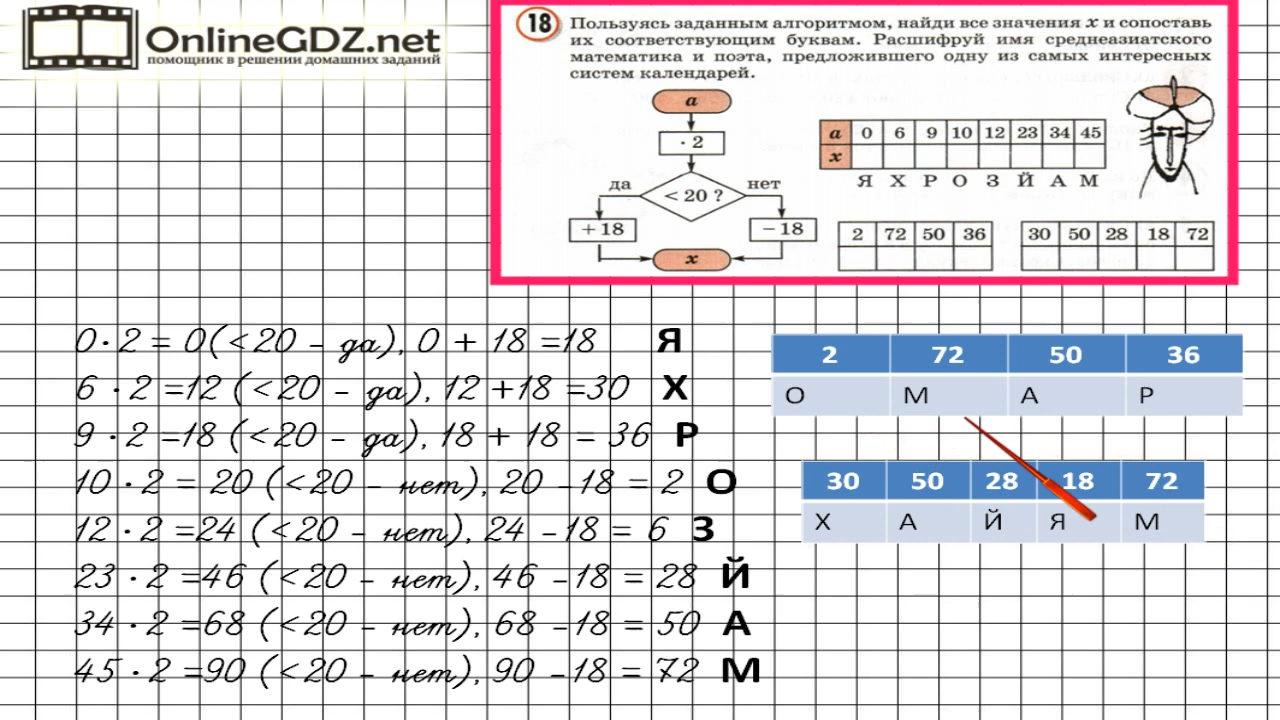 OnlineGDZ.net
помощник в решении домашних заданий
18 Пользуясь заданным алгоритмом, найди все значения x и сопоставь
их соответствующим буквам. Расшифруй имя среднеазиатского
математика и поэта, предложившего одну из самых интересных
систем календарей.
a
· 2
да < 20 ? нет
+ 18 − 18
x
a 0 6 9 10 12 23 34 45
x
Я Х Р О З Й А М
2 72 50 36
30 50 28 18 72
0 · 2 = 0 (<20 - да), 0 + 18 =18 Я
6 · 2 =12 (<20 - да), 12 +18 =30 Х
9 · 2 =18 (<20 - да), 18 + 18 = 36 Р
10 · 2 = 20 (<20 - нет), 20 -18 = 2 О
12 · 2 =24 (<20 - нет), 24 -18 = 6 З
23 · 2 =46 (<20 - нет), 46 -18 = 28 Й
34 · 2 =68 (<20 - нет), 68 -18 = 50 А
45 · 2 =90 (<20 - нет), 90 -18 = 72 М
2 72 50 36
О М А Р
30 50 28 18 72
Х А Й Я М